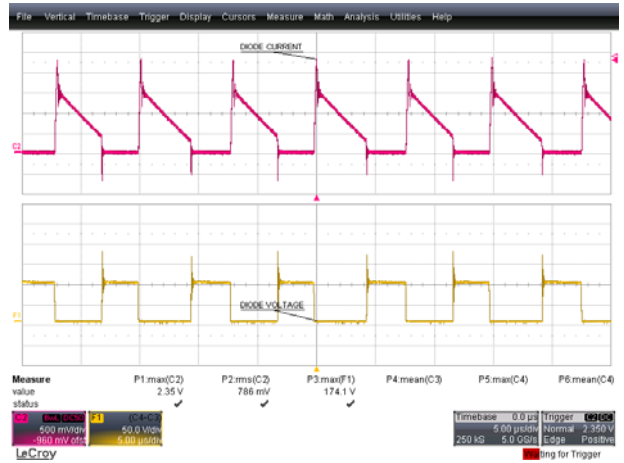 File Vertical Timebase Trigger Display Cursors Measure Math Analysis Utilities Help
DIODE CURRENT
C2
DIODE VOLTAGE
F1
Measure P1:max(C2) P2:rms(C2) P3:max(F1) P4:mean(C3) P5:max(C4) P6:mean(C4)
value 2.35 V 786 mV 174.1 V
status
C2 DC50 F1 (C4-C3) Timebase 0.0 µs Trigger C2 DC
500 mV/div 50.0 V/div 5.00 µs/div Normal 2.350 V
-960 mV ofst 5.00 µs/div 250 kS 5.0 GS/s Edge Positive
LeCroy Waiting for Trigger